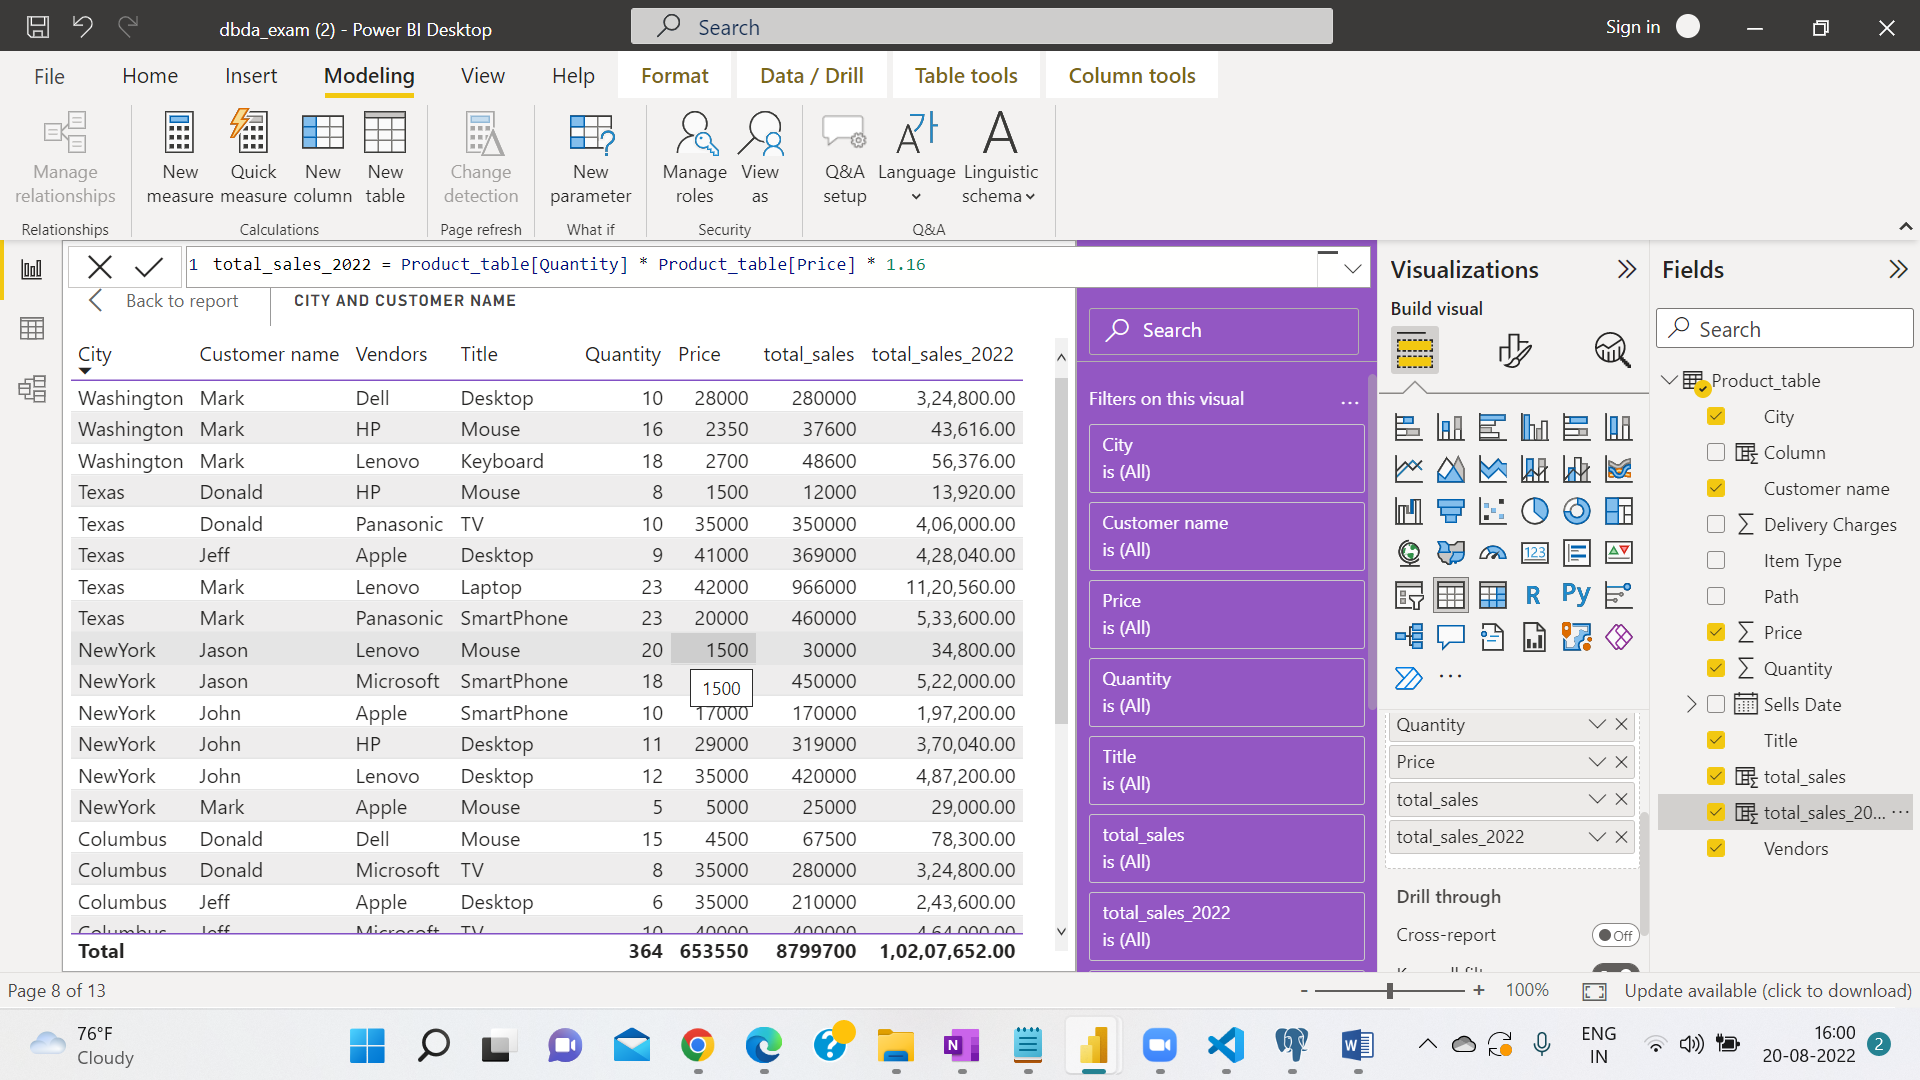 dbda_exam (2) - Power BI Desktop
Search
Sign in
File Home Insert Modeling View Help Format Data / Drill Table tools Column tools
Manage relationships
New measure
Quick measure
New column
New table
Change detection
New parameter
Manage roles
View as
Q&A setup
Language
Linguistic schema
Relationships Calculations Page refresh What if Security Q&A
1 total_sales_2022 = Product_table[Quantity] * Product_table[Price] * 1.16
Back to report CITY AND CUSTOMER NAME
City Customer name Vendors Title Quantity Price total_sales total_sales_2022
Washington Mark Dell Desktop 10 28000 280000 3,24,800.00
Washington Mark HP Mouse 16 2350 37600 43,616.00
Washington Mark Lenovo Keyboard 18 2700 48600 56,376.00
Texas Donald HP Mouse 8 1500 12000 13,920.00
Texas Donald Panasonic TV 10 35000 350000 4,06,000.00
Texas Jeff Apple Desktop 9 41000 369000 4,28,040.00
Texas Mark Lenovo Laptop 23 42000 966000 11,20,560.00
Texas Mark Panasonic SmartPhone 23 20000 460000 5,33,600.00
NewYork Jason Lenovo Mouse 20 1500 30000 34,800.00
NewYork Jason Microsoft SmartPhone 18 450000 5,22,000.00
1500
NewYork John Apple SmartPhone 10 17000 170000 1,97,200.00
NewYork John HP Desktop 11 29000 319000 3,70,040.00
NewYork John Lenovo Desktop 12 35000 420000 4,87,200.00
NewYork Mark Apple Mouse 5 5000 25000 29,000.00
Columbus Donald Dell Mouse 15 4500 67500 78,300.00
Columbus Donald Microsoft TV 8 35000 280000 3,24,800.00
Columbus Jeff Apple Desktop 6 35000 210000 2,43,600.00
Columbus Jeff Microsoft TV 10 40000 400000 4,64,000.00
Total 364 653550 8799700 1,02,07,652.00
Search
Filters on this visual
City
is (All)
Customer name
is (All)
Price
is (All)
Quantity
is (All)
Title
is (All)
total_sales
is (All)
total_sales_2022
is (All)
Visualizations
Build visual
123
R Py
Quantity
Price
total_sales
total_sales_2022
Drill through
Cross-report
Off
Fields
Search
Product_table
City
Column
Customer name
Delivery Charges
Item Type
Path
Price
Quantity
Sells Date
Title
total_sales
total_sales_20...
Vendors
Page 8 of 13
- + 100%
Update available (click to download)
76°F
Cloudy
ENG
IN
16:00
20-08-2022
2